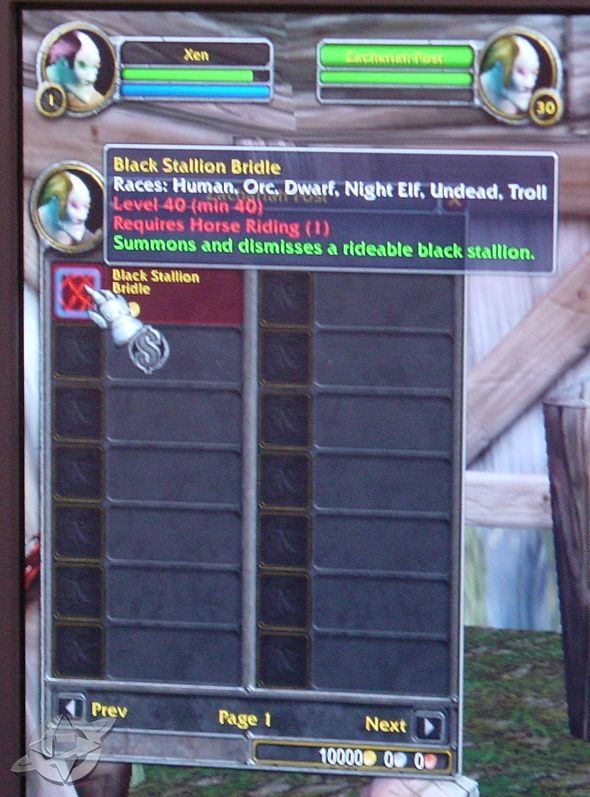 Xen
Zachariah Post
1
30
Black Stallion Bridle
Races: Human, Orc, Dwarf, Night Elf, Undead, Troll
Level 40 (min 40)
Requires Horse Riding (1)
Summons and dismisses a rideable black stallion.
Black Stallion
Bridle
Prev
Page 1
Next
10000 0 0